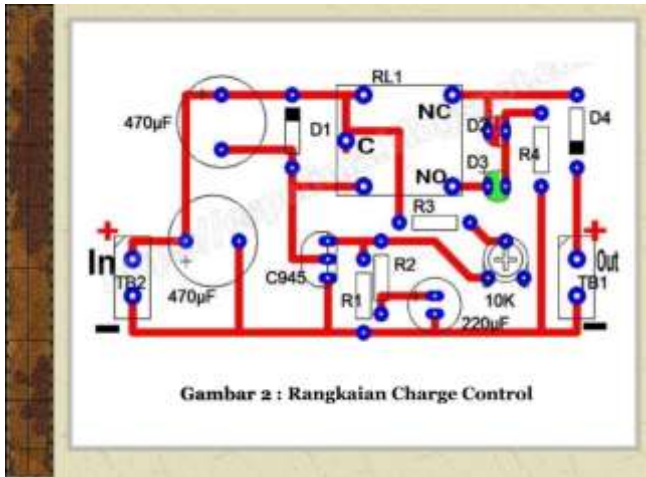 RL1
470µF
D1
NC
D2
D4
C
R4
D3
NO
R3
+
+
In
Out
TB2
C945
R2
TB1
470µF
R1
10K
220µF
Gambar 2 : Rangkaian Charge Control